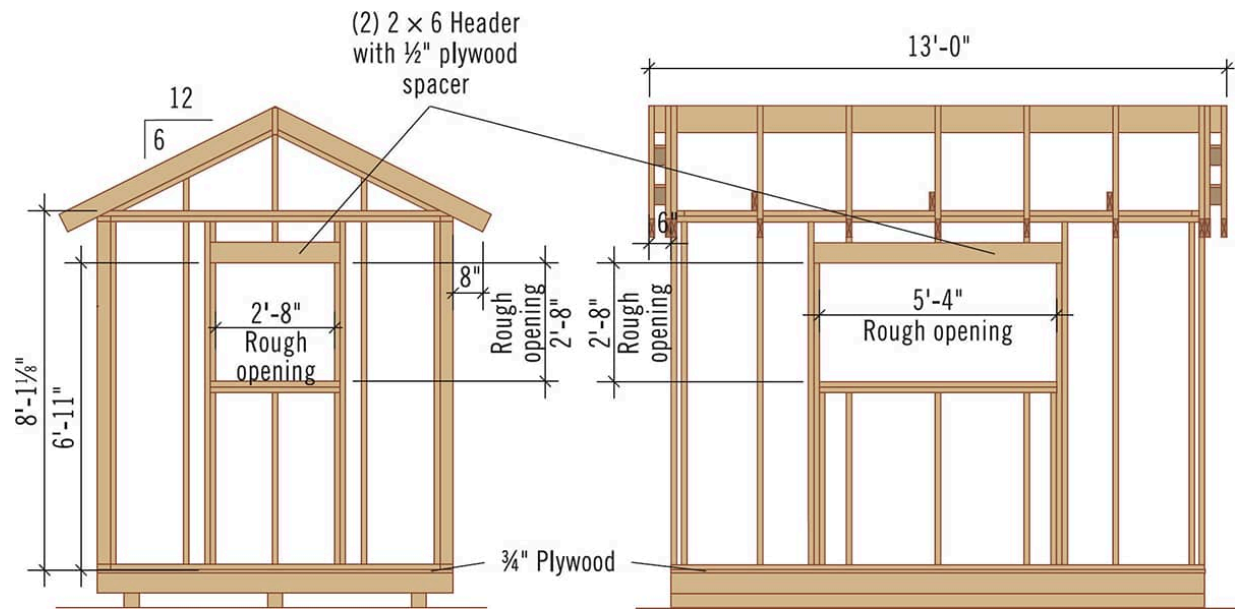 (2) 2 × 6 Header
with ½" plywood
spacer
13'-0"
12
6
6"
8"
2'-8"
Rough
opening
Rough
opening
2'-8"
2'-8"
Rough
opening
5'-4"
Rough opening
8'-1⅛"
6'-11"
¾" Plywood